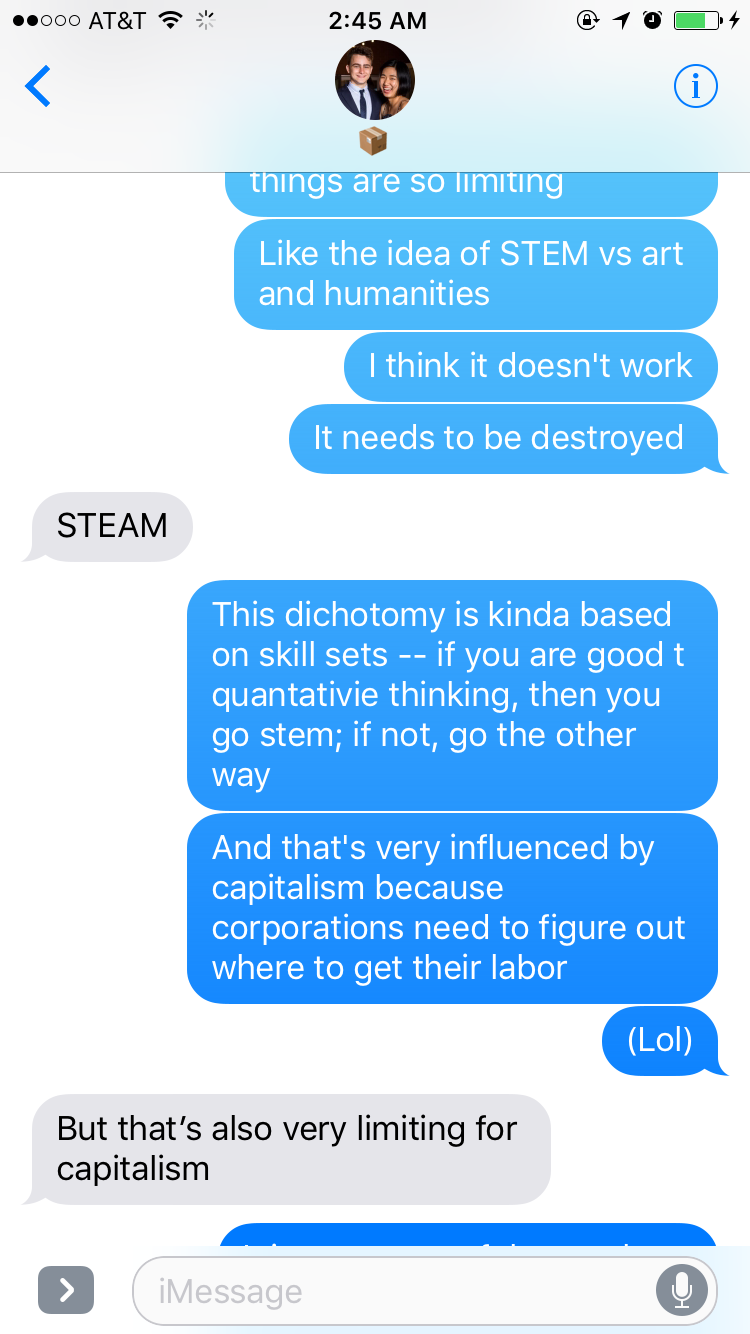 AT&T 2:45 AM
things are so limiting
Like the idea of STEM vs art
and humanities
I think it doesn't work
It needs to be destroyed
STEAM
This dichotomy is kinda based
on skill sets -- if you are good t
quantativie thinking, then you
go stem; if not, go the other
way
And that's very influenced by
capitalism because
corporations need to figure out
where to get their labor
(Lol)
But that’s also very limiting for
capitalism
iMessage